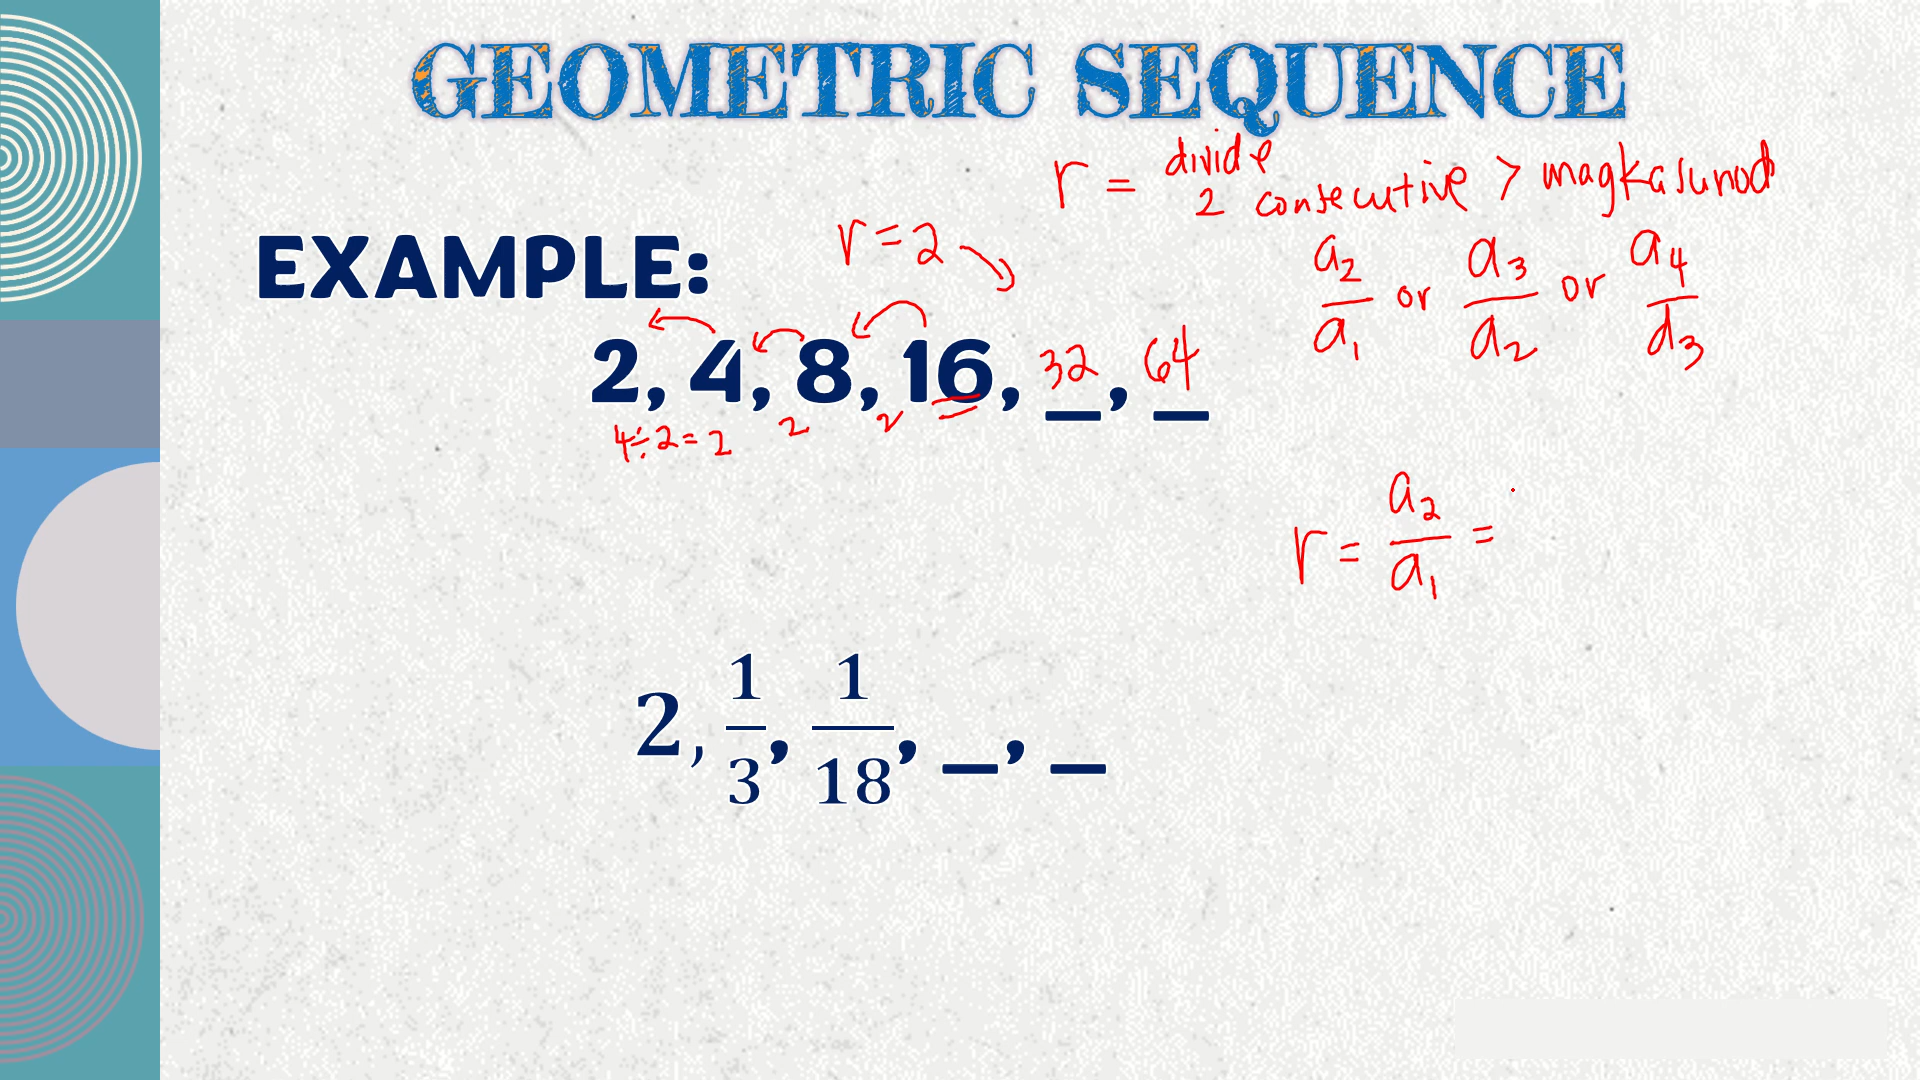 GEOMETRIC SEQUENCE
r = divide 2 consecutive > magkasunod
EXAMPLE:
r = 2
a₂/a₁ or a₃/a₂ or a₄/a₃
2, 4, 8, 16, 32, 64
4÷2=2 2 2
r = a₂/a₁ =
2, 1/3, 1/18, _, _